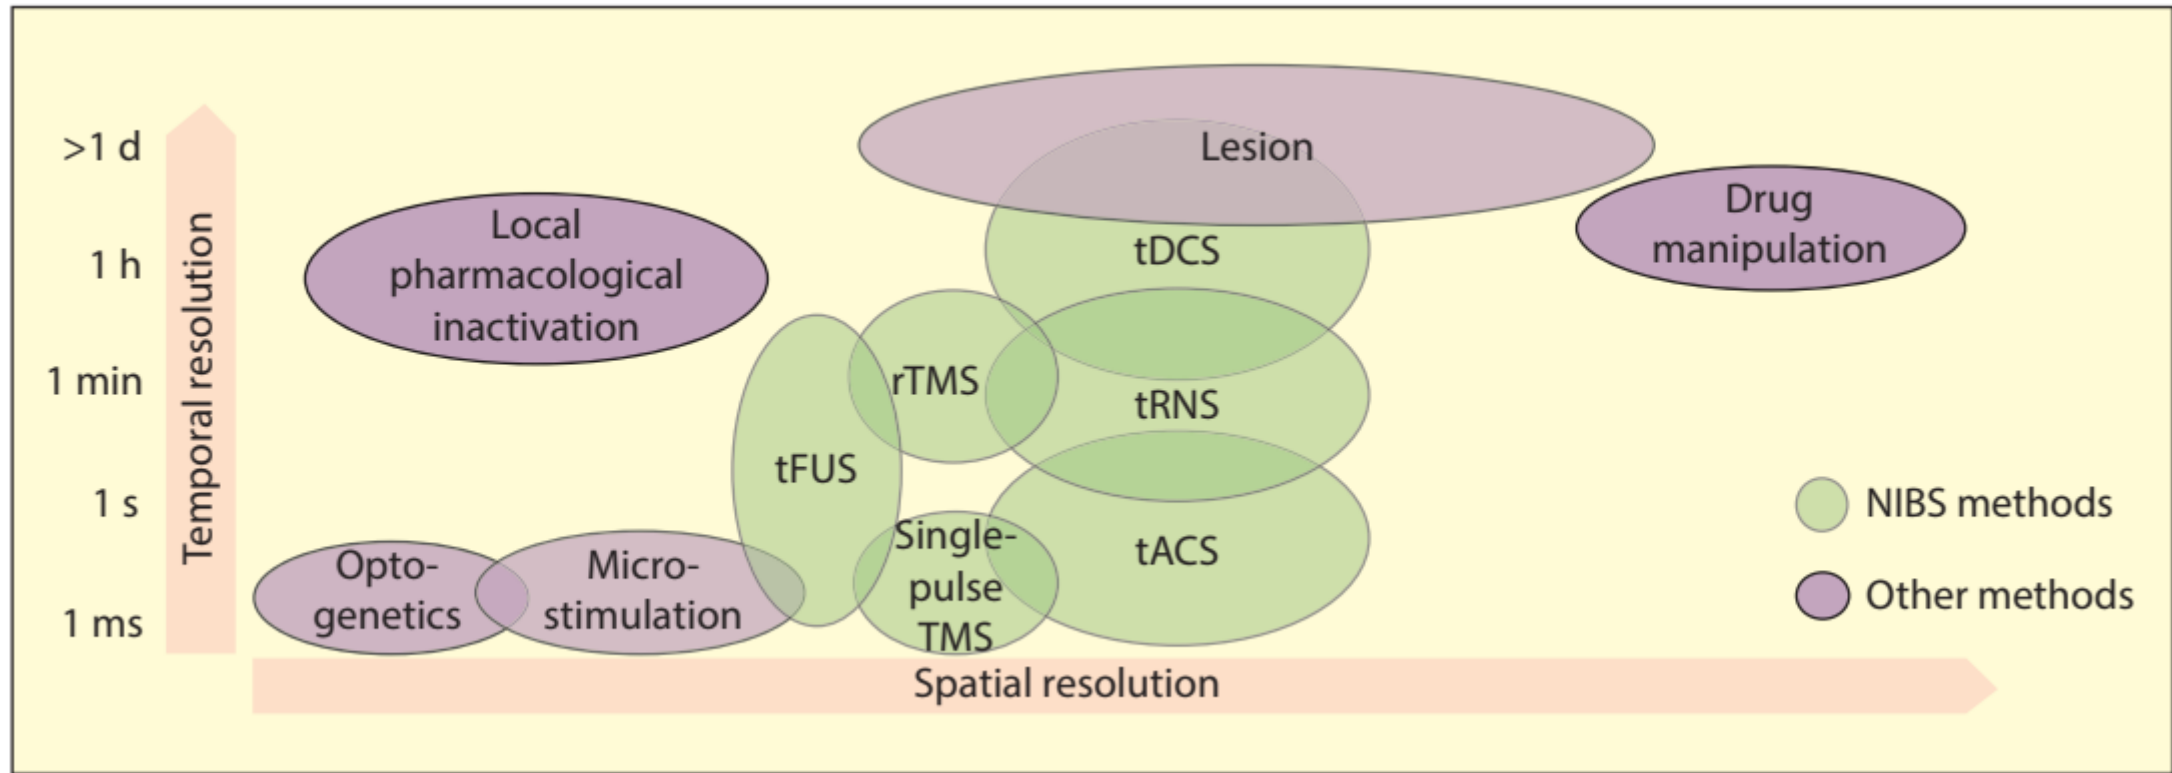 >1 d
1 h
1 min
1 s
1 ms
Temporal resolution
Local
pharmacological
inactivation
Lesion
Drug
manipulation
tDCS
rTMS
tRNS
tFUS
tACS
Single-
pulse
TMS
Opto-
genetics
Micro-
stimulation
NIBS methods
Other methods
Spatial resolution